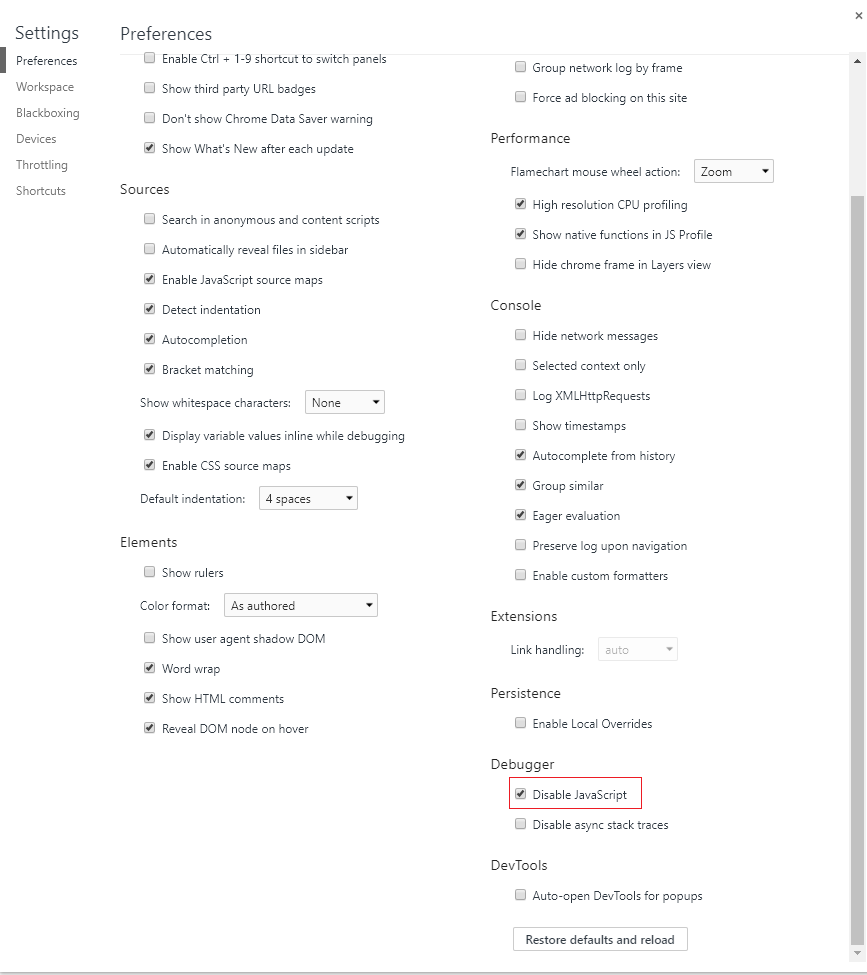 Settings
Preferences
Workspace
Blackboxing
Devices
Throttling
Shortcuts
Preferences
Enable Ctrl + 1-9 shortcut to switch panels
Show third party URL badges
Don't show Chrome Data Saver warning
Show What's New after each update
Sources
Search in anonymous and content scripts
Automatically reveal files in sidebar
Enable JavaScript source maps
Detect indentation
Autocompletion
Bracket matching
Show whitespace characters: None
Display variable values inline while debugging
Enable CSS source maps
Default indentation: 4 spaces
Elements
Show rulers
Color format: As authored
Show user agent shadow DOM
Word wrap
Show HTML comments
Reveal DOM node on hover
Group network log by frame
Force ad blocking on this site
Performance
Flamechart mouse wheel action: Zoom
High resolution CPU profiling
Show native functions in JS Profile
Hide chrome frame in Layers view
Console
Hide network messages
Selected context only
Log XMLHttpRequests
Show timestamps
Autocomplete from history
Group similar
Eager evaluation
Preserve log upon navigation
Enable custom formatters
Extensions
Link handling: auto
Persistence
Enable Local Overrides
Debugger
Disable JavaScript
Disable async stack traces
DevTools
Auto-open DevTools for popups
Restore defaults and reload